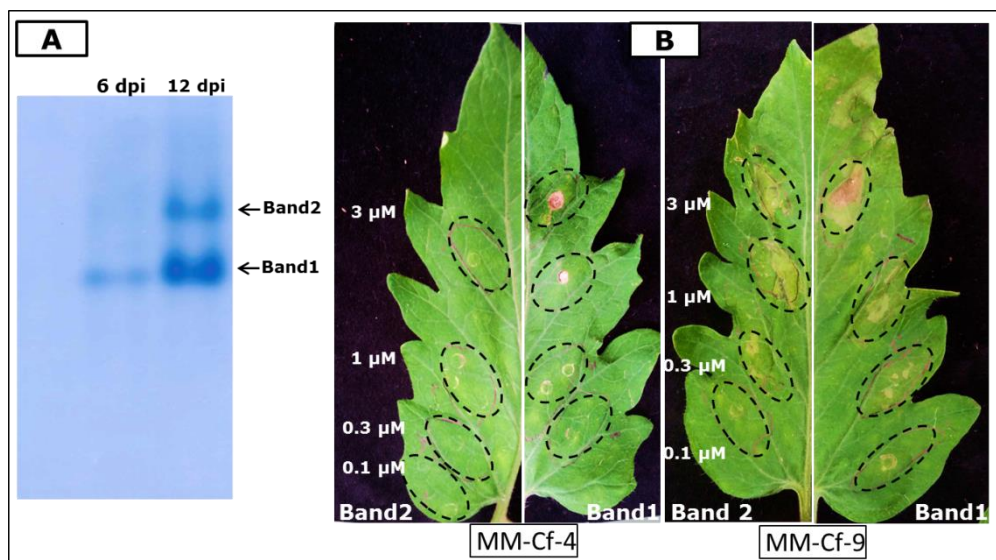 A
6 dpi 12 dpi
Band2
Band1
B
3 µM
1 µM
0.3 µM
0.1 µM
Band2
Band1
MM-Cf-4
3 µM
1 µM
0.3 µM
0.1 µM
Band 2
Band1
MM-Cf-9